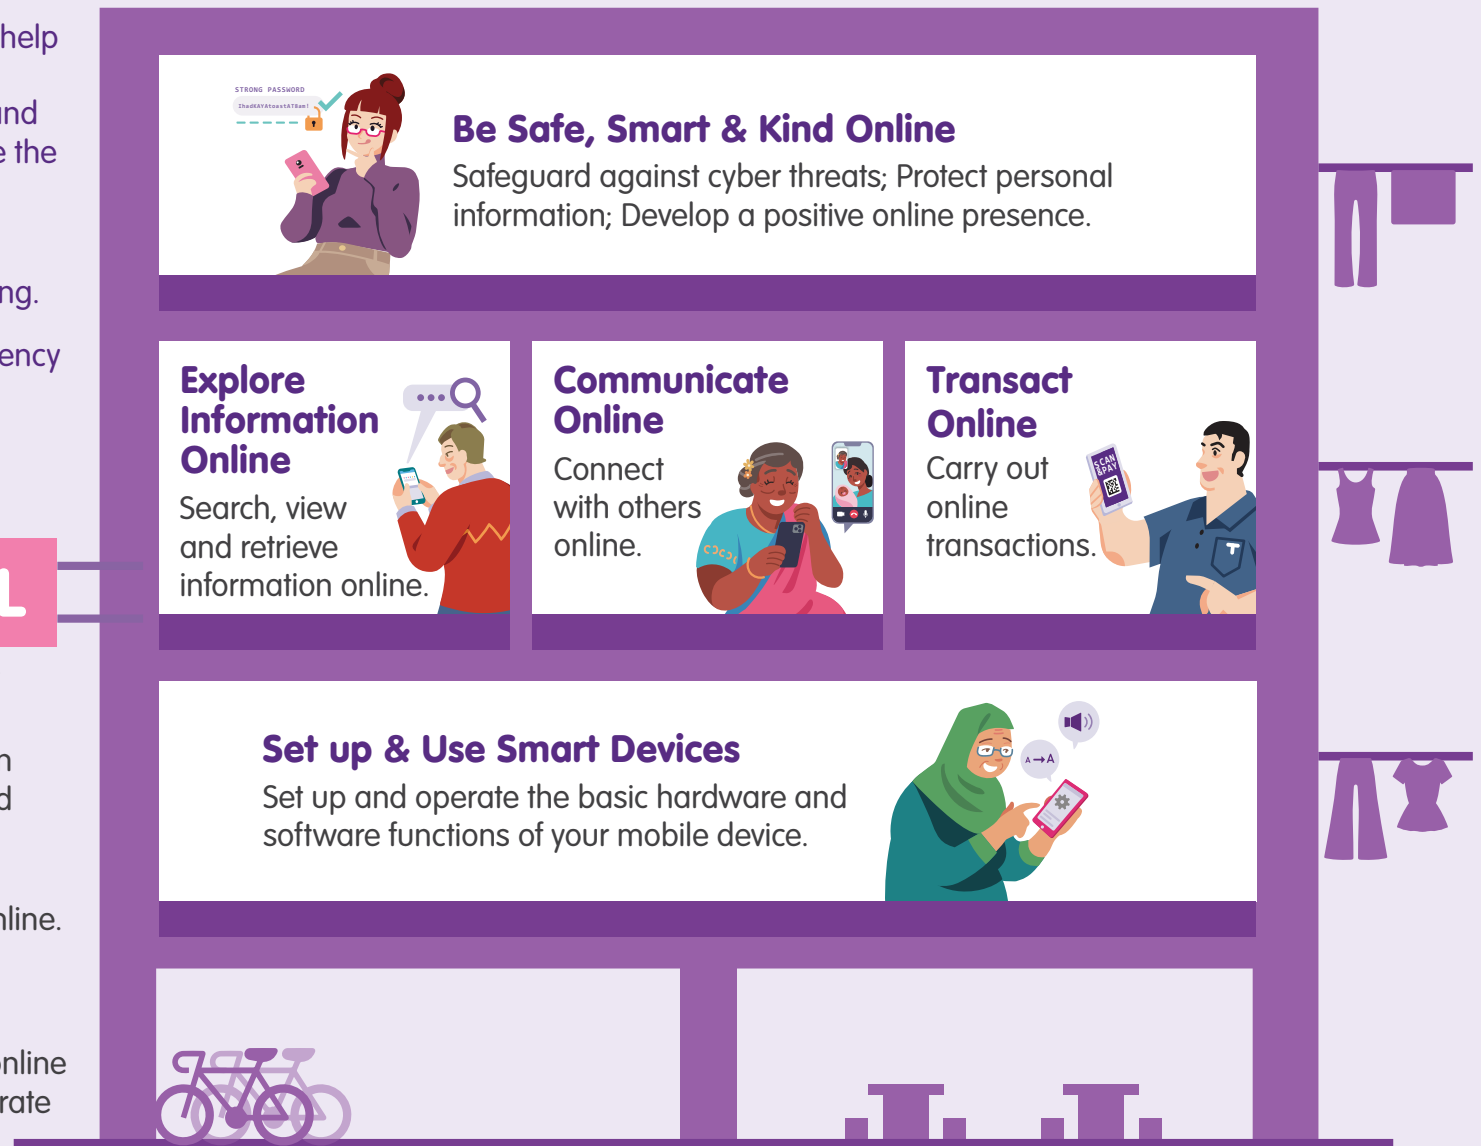 help
and
e the
ng.
ency
L
n
d
nline.
online
rate
STRONG PASSWORD
IhadKAYAtoastAT8am!
Be Safe, Smart & Kind Online
Safeguard against cyber threats; Protect personal
information; Develop a positive online presence.
Explore
Information
Online
Search, view
and retrieve
information online.
Communicate
Online
Connect
with others
online.
Transact
Online
Carry out
online
transactions.
SCAN
&PAY
T
Set up & Use Smart Devices
Set up and operate the basic hardware and
software functions of your mobile device.
A→A